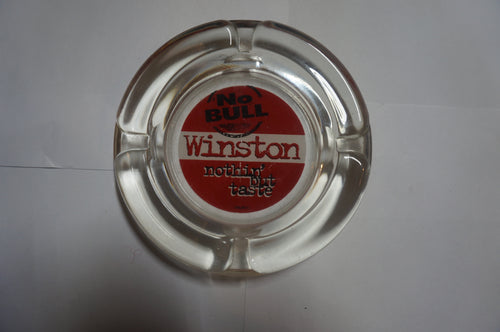 No
BULL
Winston
nothin'
but
taste